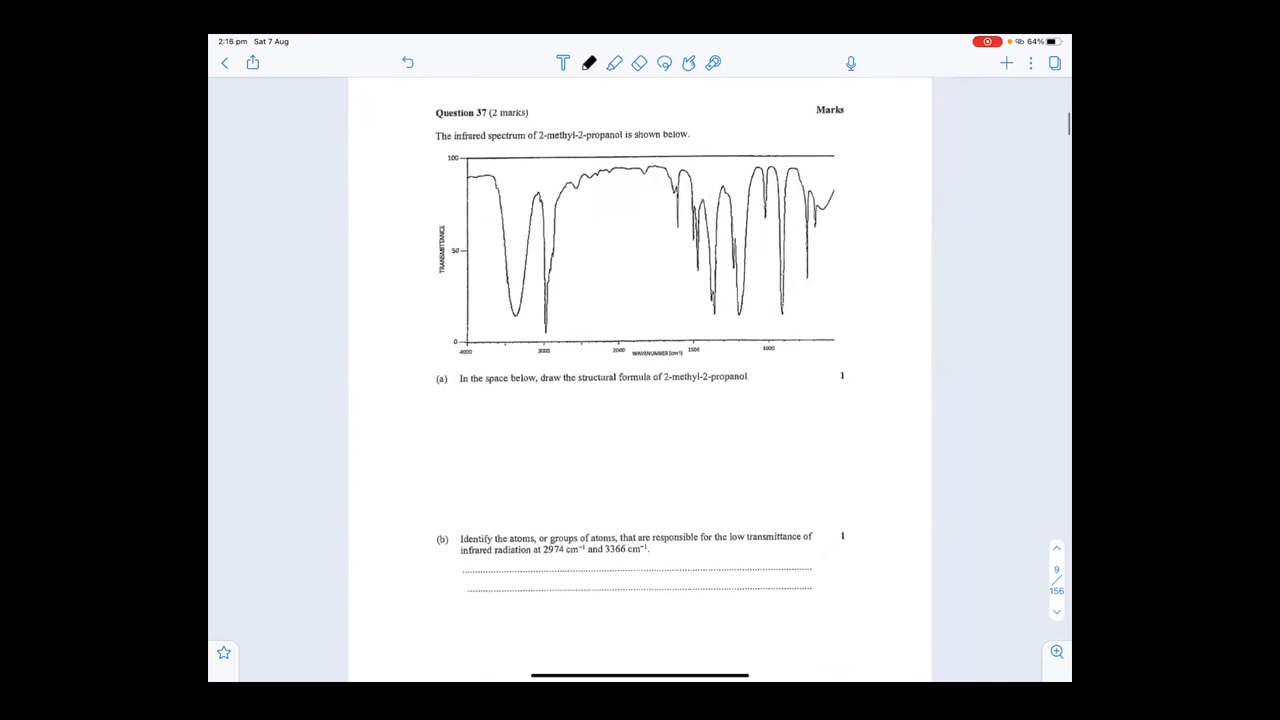 2:16 pm Sat 7 Aug
64%
Question 37 (2 marks)
Marks
The infrared spectrum of 2-methyl-2-propanol is shown below.
100
TRANSMITTANCE
50
0
4000
3000
2000
1500
1000
WAVENUMBER [cm⁻¹]
(a) In the space below, draw the structural formula of 2-methyl-2-propanol.
1
(b) Identify the atoms, or groups of atoms, that are responsible for the low transmittance of
1
infrared radiation at 2974 cm⁻¹ and 3366 cm⁻¹.
9
156